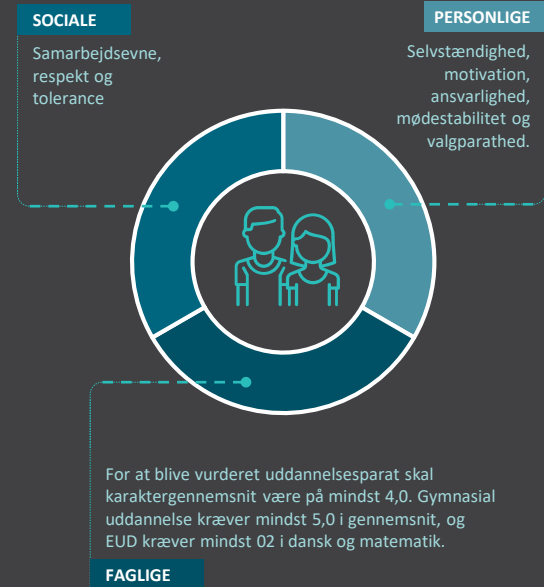 SOCIALE
Samarbejdsevne,
respekt og
tolerance
PERSONLIGE
Selvstændighed,
motivation,
ansvarlighed,
mødestabilitet og
valgparathed.
For at blive vurderet uddannelsesparat skal
karaktergennemsnit være på mindst 4,0. Gymnasial
uddannelse kræver mindst 5,0 i gennemsnit, og
EUD kræver mindst 02 i dansk og matematik.
FAGLIGE